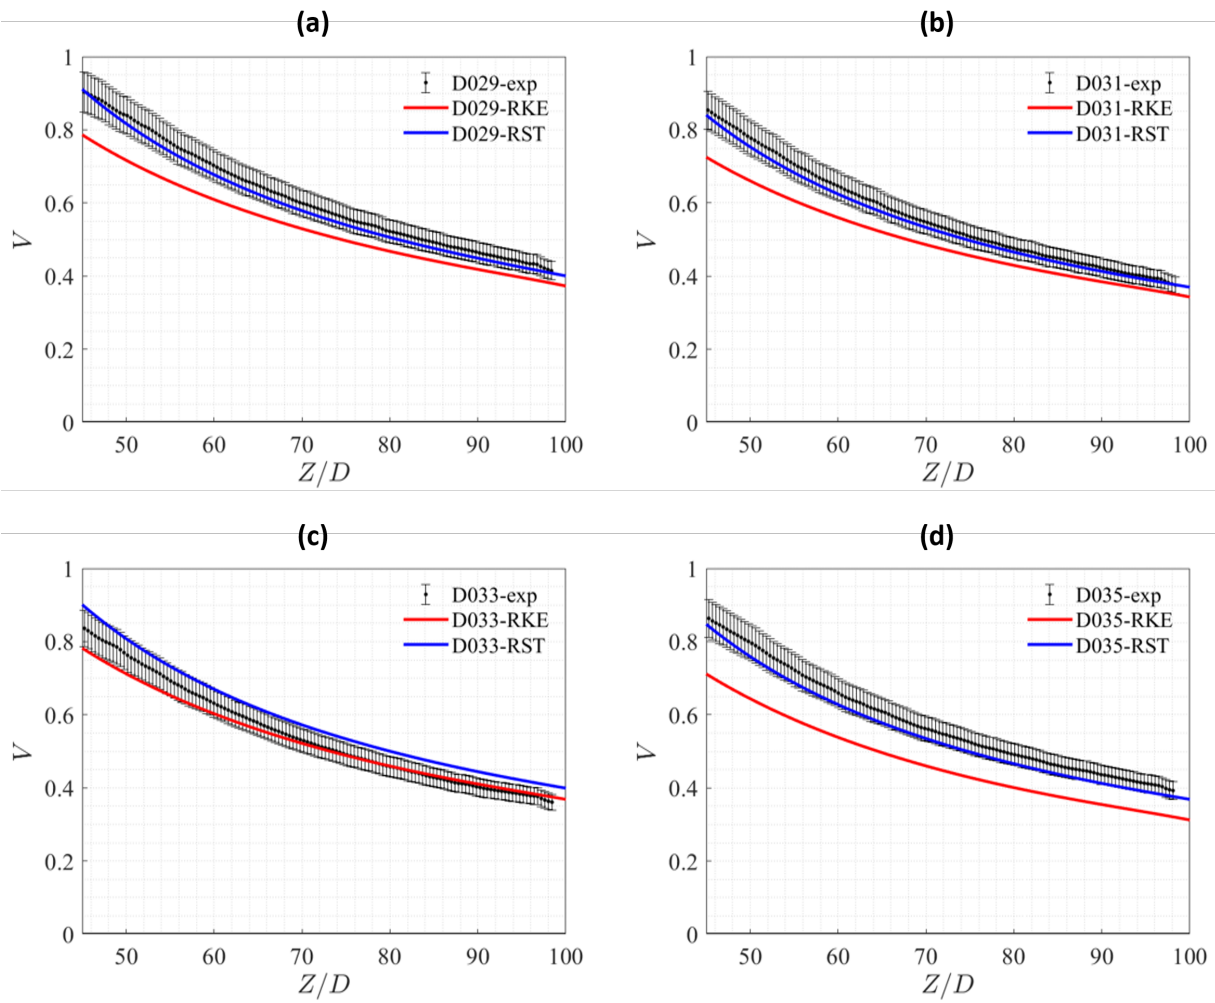 (a)
1
0.8
0.6
0.4
0.2
0
V
50 60 70 80 90 100
Z/D
D029-exp
D029-RKE
D029-RST
(b)
1
0.8
0.6
0.4
0.2
0
V
50 60 70 80 90 100
Z/D
D031-exp
D031-RKE
D031-RST
(c)
1
0.8
0.6
0.4
0.2
0
V
50 60 70 80 90 100
Z/D
D033-exp
D033-RKE
D033-RST
(d)
1
0.8
0.6
0.4
0.2
0
V
50 60 70 80 90 100
Z/D
D035-exp
D035-RKE
D035-RST